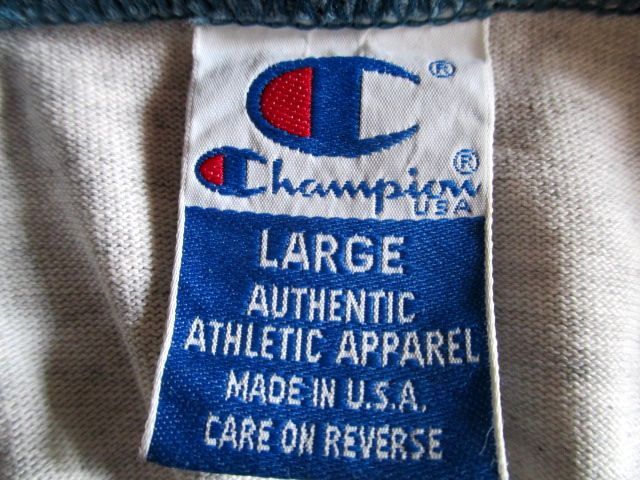 C®
Champion®
USA
LARGE
AUTHENTIC
ATHLETIC APPAREL
MADE IN U.S.A.
CARE ON REVERSE